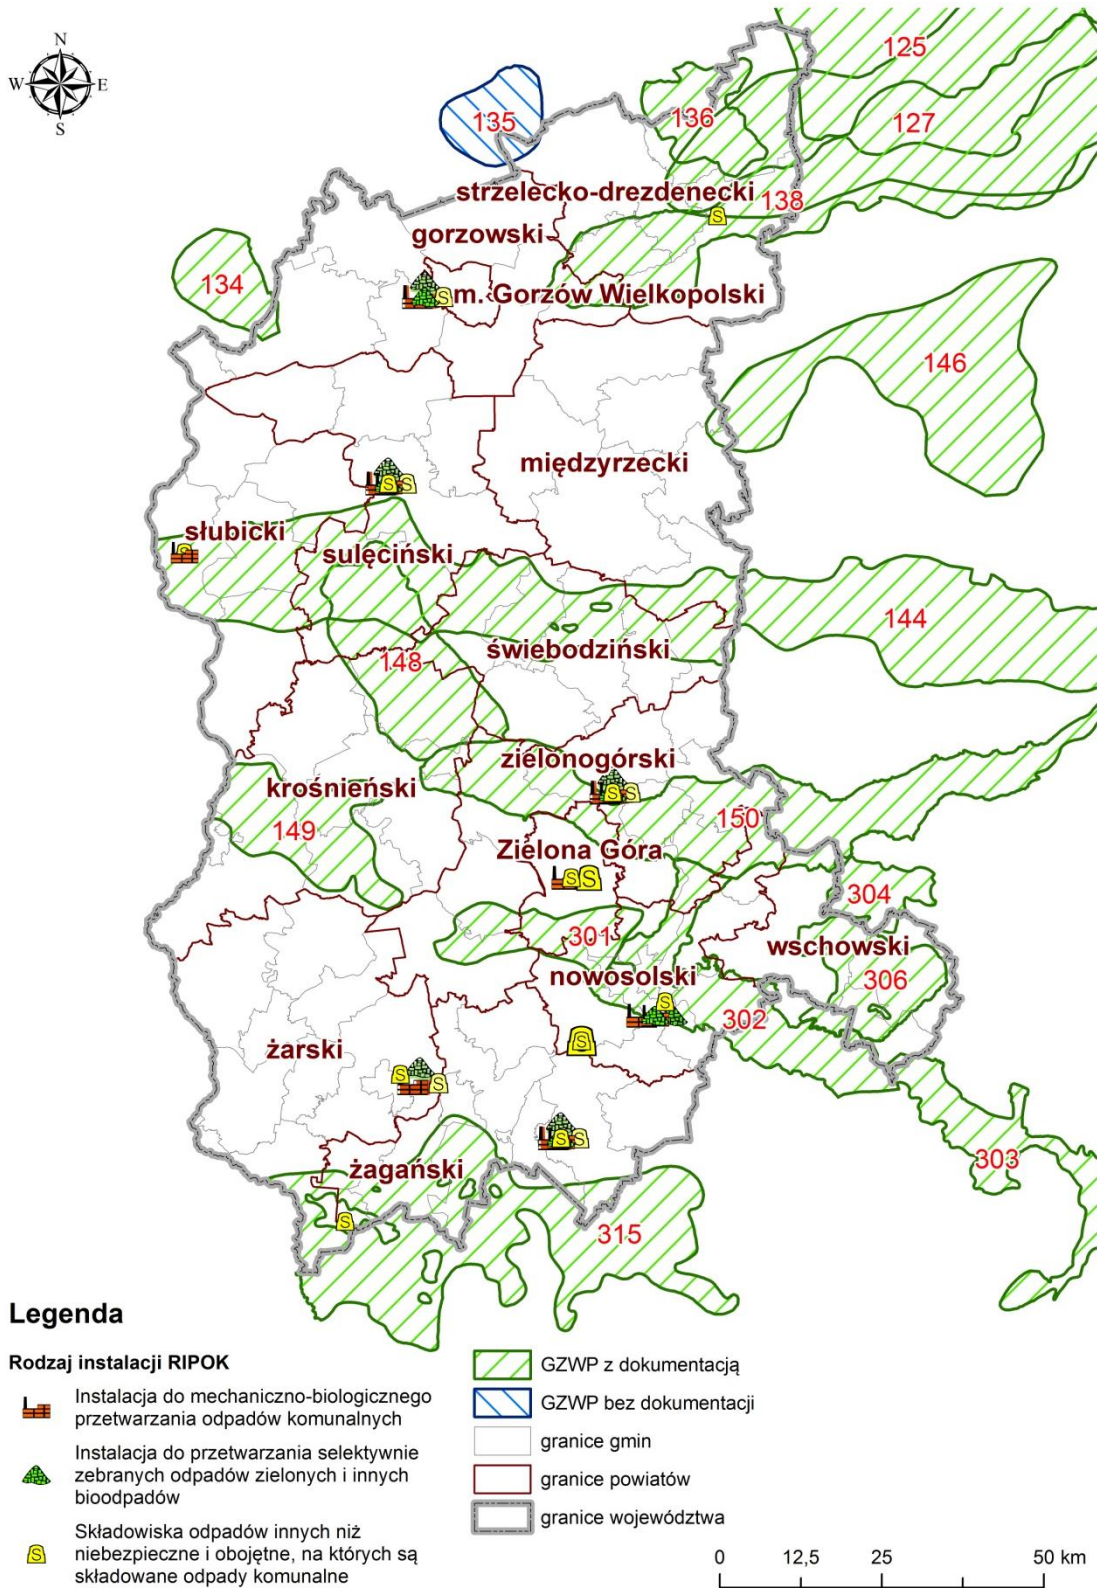 N
W
E
S
125
135
136
127
strzelecko-drezdenecki
138
gorzowski
134
m. Gorzów Wielkopolski
S
S
146
międzyrzecki
S
S
słubicki
S
sulęciński
144
świebodziński
148
zielonogórski
krośnieński
S
S
149
150
Zielona Góra
S
S
304
301
wschowski
nowosolski
306
S
302
żarski
S
S
S
S
S
303
żagański
S
315
Legenda
Rodzaj instalacji RIPOK
Instalacja do mechaniczno-biologicznego
przetwarzania odpadów komunalnych
Instalacja do przetwarzania selektywnie
zebranych odpadów zielonych i innych
bioodpadów
S
Składowiska odpadów innych niż
niebezpieczne i obojętne, na których są
składowane odpady komunalne
GZWP z dokumentacją
GZWP bez dokumentacji
granice gmin
granice powiatów
granice województwa
0 12,5 25 50 km